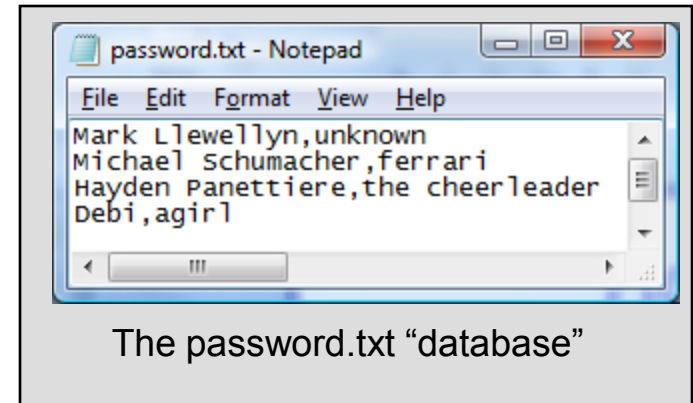 password.txt - Notepad
File Edit Format View Help
Mark Llewellyn,unknown
Michael Schumacher,ferrari
Hayden Panettiere,the cheerleader
Debi,agirl
The password.txt “database”